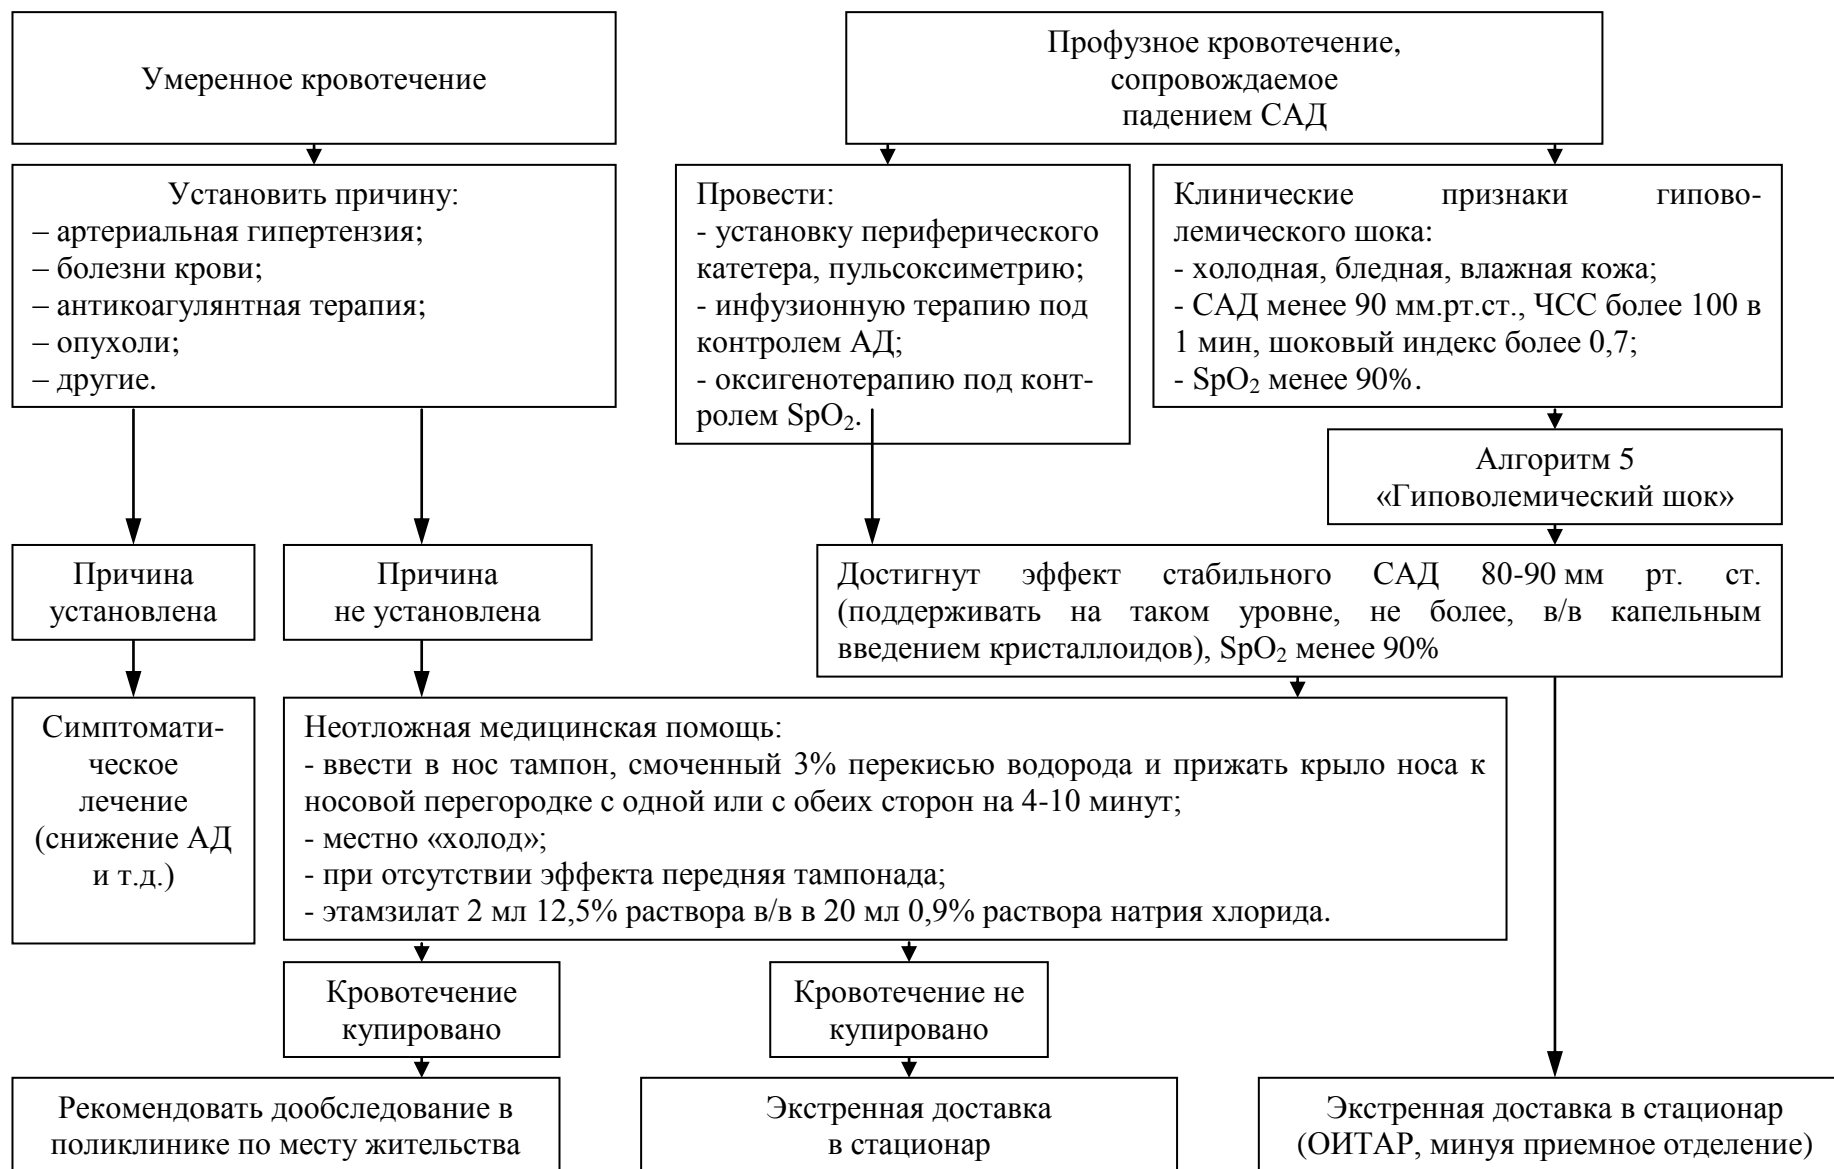 Умеренное кровотечение
Профузное кровотечение,
сопровождаемое
падением САД
Установить причину:
– артериальная гипертензия;
– болезни крови;
– антикоагулянтная терапия;
– опухоли;
– другие.
Провести:
- установку периферического
катетера, пульсоксиметрию;
- инфузионную терапию под
контролем АД;
- оксигенотерапию под конт-
ролем SpO₂.
Клинические признаки гипово-
лемического шока:
- холодная, бледная, влажная кожа;
- САД менее 90 мм.рт.ст., ЧСС более 100 в
1 мин, шоковый индекс более 0,7;
- SpO₂ менее 90%.
Алгоритм 5
«Гиповолемический шок»
Причина
установлена
Причина
не установлена
Достигнут эффект стабильного САД 80-90 мм рт. ст.
(поддерживать на таком уровне, не более, в/в капельным
введением кристаллоидов), SpO₂ менее 90%
Симптомати-
ческое
лечение
(снижение АД
и т.д.)
Неотложная медицинская помощь:
- ввести в нос тампон, смоченный 3% перекисью водорода и прижать крыло носа к
носовой перегородке с одной или с обеих сторон на 4-10 минут;
- местно «холод»;
- при отсутствии эффекта передняя тампонада;
- этамзилат 2 мл 12,5% раствора в/в в 20 мл 0,9% раствора натрия хлорида.
Кровотечение
купировано
Кровотечение не
купировано
Рекомендовать дообследование в
поликлинике по месту жительства
Экстренная доставка
в стационар
Экстренная доставка в стационар
(ОИТАР, минуя приемное отделение)